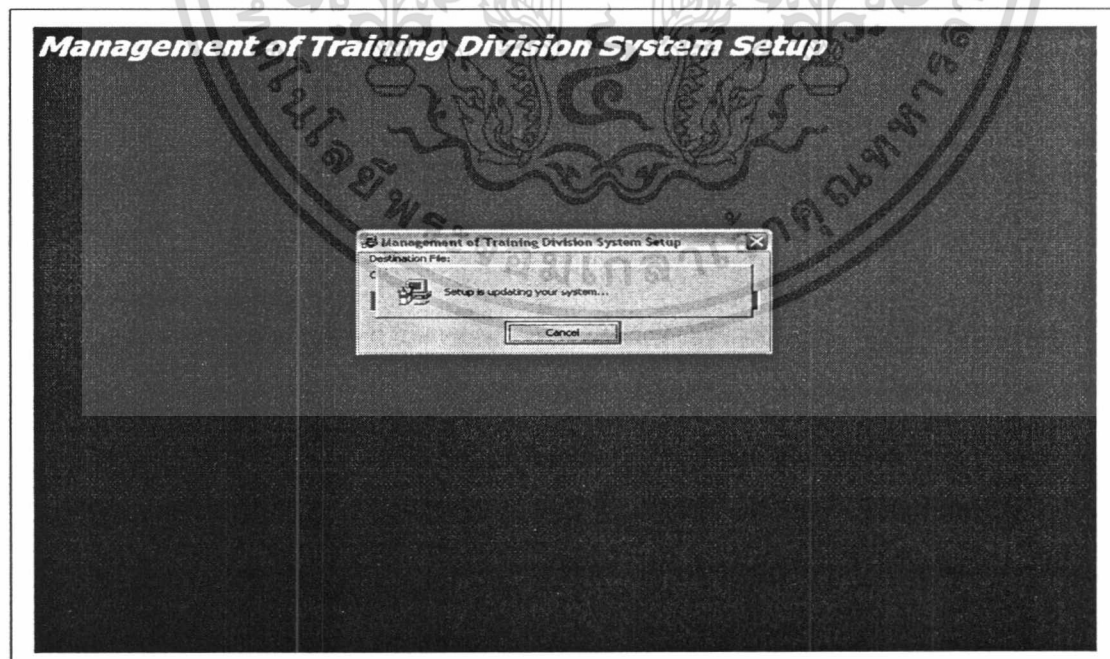 Management of Training Division System Setup
Management of Training Division System Setup
Destination File:
C
Setup is updating your system...
Cancel